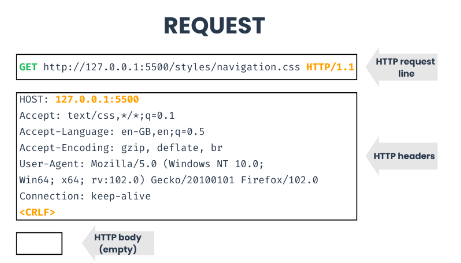 REQUEST
GET http://127.0.0.1:5500/styles/navigation.css HTTP/1.1
HTTP request
line
HOST: 127.0.0.1:5500
Accept: text/css,*/*;q=0.1
Accept-Language: en-GB,en;q=0.5
Accept-Encoding: gzip, deflate, br
User-Agent: Mozilla/5.0 (Windows NT 10.0;
Win64; x64; rv:102.0) Gecko/20100101 Firefox/102.0
Connection: keep-alive
<CRLF>
HTTP headers
HTTP body
(empty)